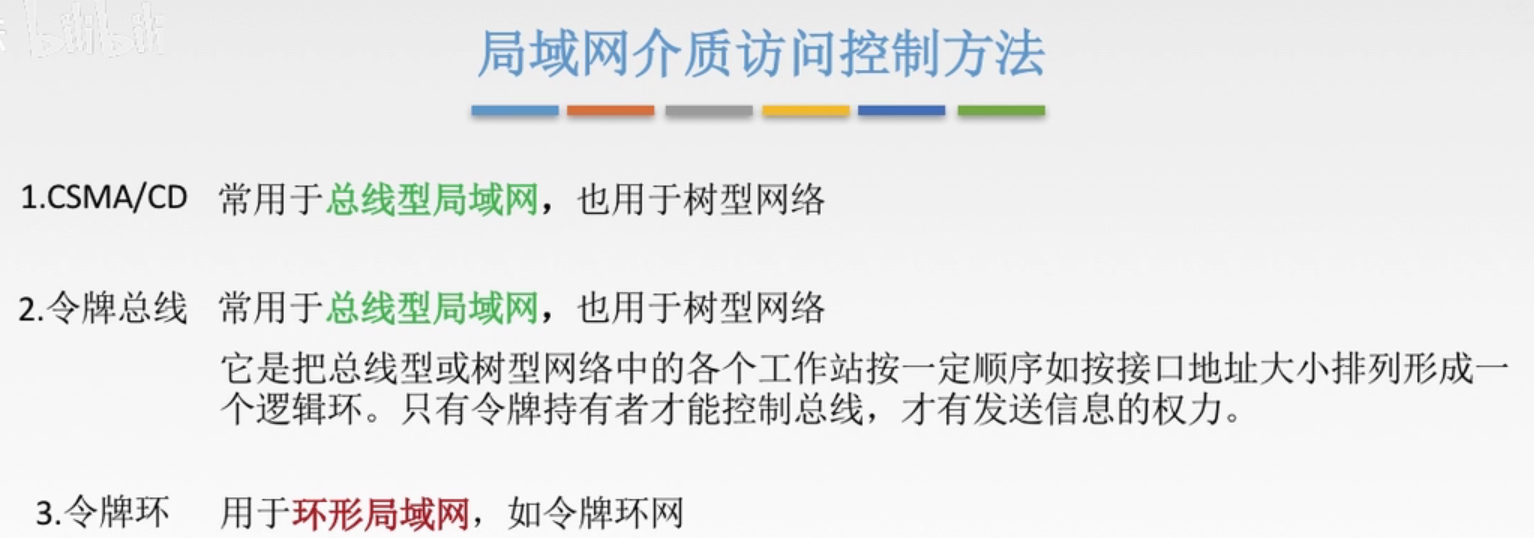 bilibili
局域网介质访问控制方法
1.CSMA/CD 常用于总线型局域网，也用于树型网络
2.令牌总线 常用于总线型局域网，也用于树型网络
它是把总线型或树型网络中的各个工作站按一定顺序如按接口地址大小排列形成一
个逻辑环。只有令牌持有者才能控制总线，才有发送信息的权力。
3.令牌环 用于环形局域网，如令牌环网